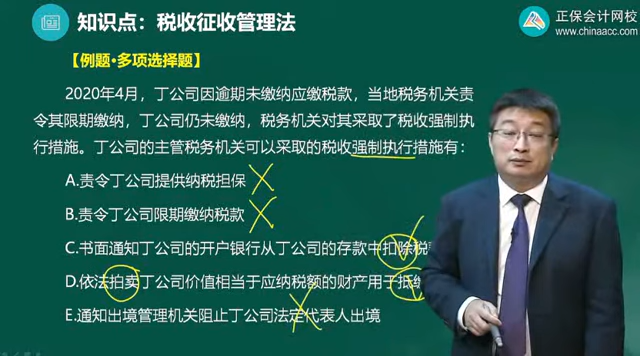 知识点：税收征收管理法
正保会计网校
www.chinaacc.com
【例题·多项选择题】
2020年4月，丁公司因逾期未缴纳应缴税款，当地税务机关责
令其限期缴纳，丁公司仍未缴纳，税务机关对其采取了税收强制执
行措施。丁公司的主管税务机关可以采取的税收强制执行措施有：
A.责令丁公司提供纳税担保
B.责令丁公司限期缴纳税款
C.书面通知丁公司的开户银行从丁公司的存款中扣除税
D.依法拍卖丁公司价值相当于应纳税额的财产用于抵
E.通知出境管理机关阻止丁公司法定代表人出境